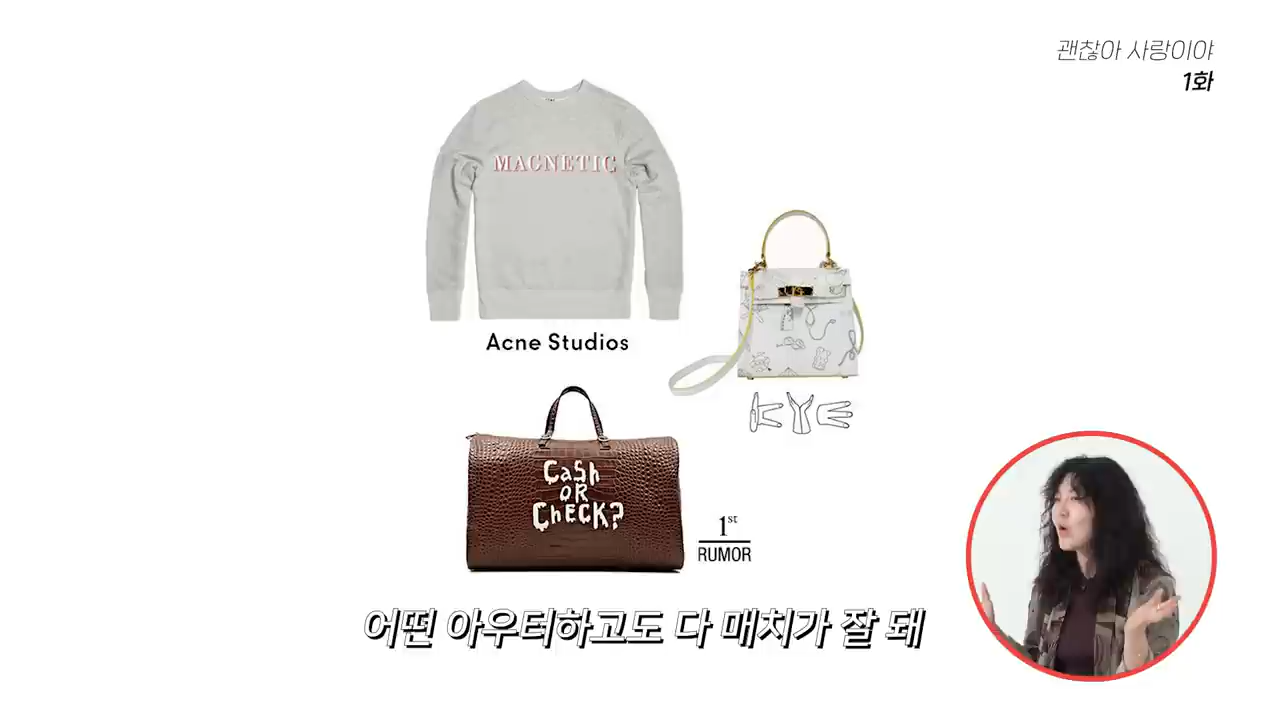 괜찮아 사랑이야
1화
MAGNETIC
Acne Studios
KYE
Cash
OR
ChECK?
1st
RUMOR
어떤 아우터하고도 다 매치가 잘 돼